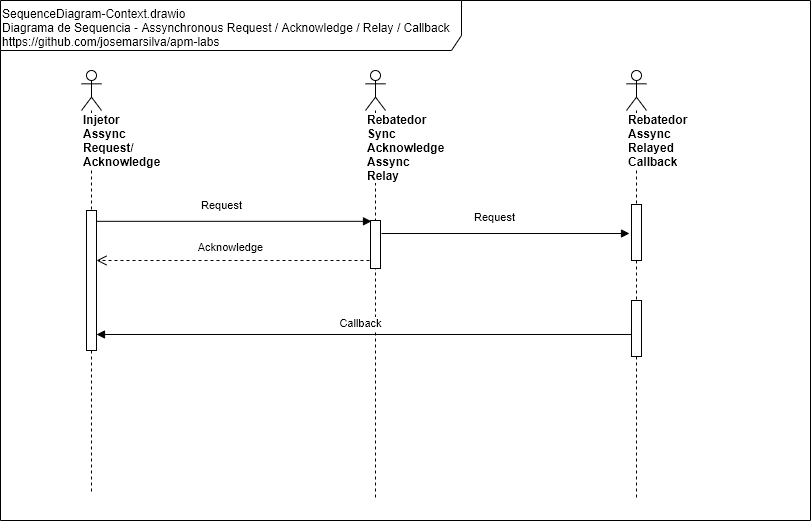 SequenceDiagram-Context.drawio
Diagrama de Sequencia - Assynchronous Request / Acknowledge / Relay / Callback
https://github.com/josemarsilva/apm-labs
Injetor
Assync
Request/
Acknowledge
Rebatedor
Sync
Acknowledge
Assync
Relay
Rebatedor
Assync
Relayed
Callback
Request
Request
Acknowledge
Callback